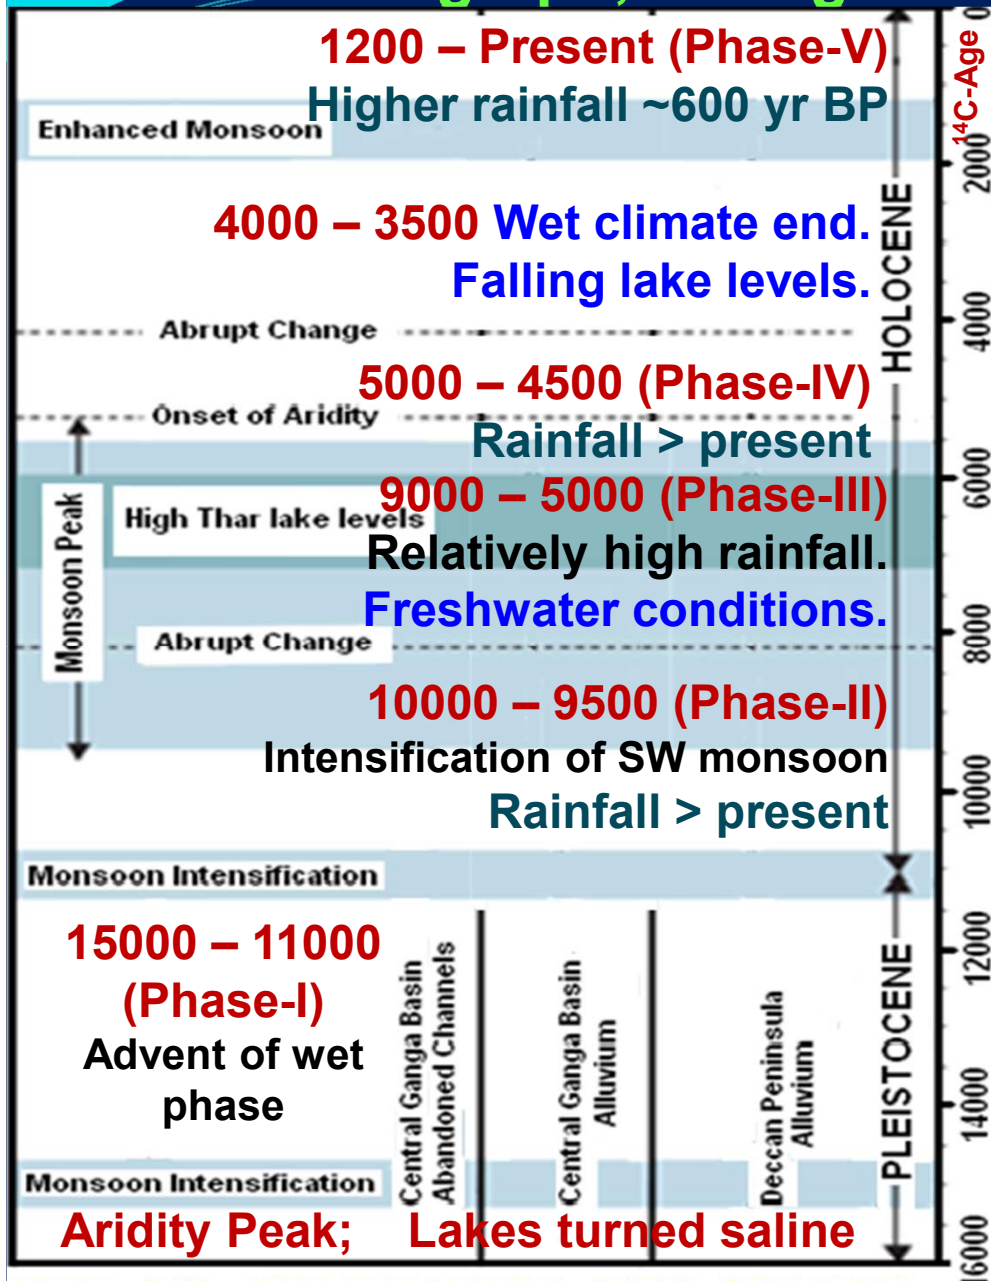 0
¹⁴C-Age
1200 – Present (Phase-V)
Higher rainfall ~600 yr BP
Enhanced Monsoon
2000
HOLOCENE
4000 – 3500 Wet climate end.
Falling lake levels.
Abrupt Change
4000
5000 – 4500 (Phase-IV)
Onset of Aridity
Rainfall > present
6000
9000 – 5000 (Phase-III)
High Thar lake levels
Monsoon Peak
Relatively high rainfall.
Freshwater conditions.
Abrupt Change
8000
10000 – 9500 (Phase-II)
Intensification of SW monsoon
Rainfall > present
10000
Monsoon Intensification
15000 – 11000
(Phase-I)
Advent of wet
phase
Central Ganga Basin
Abandoned Channels
Central Ganga Basin
Alluvium
Deccan Peninsula
Alluvium
PLEISTOCENE
12000
14000
Monsoon Intensification
Aridity Peak; Lakes turned saline
16000